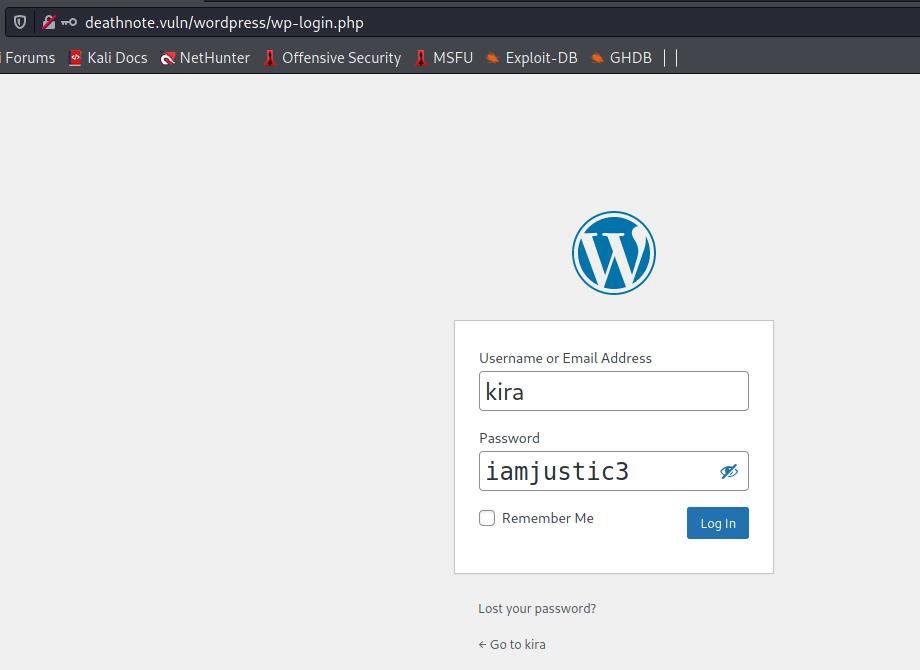 deathnote.vuln/wordpress/wp-login.php
Forums Kali Docs NetHunter Offensive Security MSFU Exploit-DB GHDB
Username or Email Address
kira
Password
iamjustic3
Remember Me
Log In
Lost your password?
← Go to kira